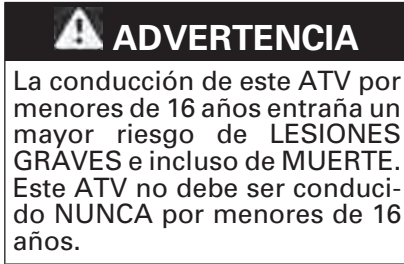 ADVERTENCIA
La conducción de este ATV por
menores de 16 años entraña un
mayor riesgo de LESIONES
GRAVES e incluso de MUERTE.
Este ATV no debe ser conduci-
do NUNCA por menores de 16
años.